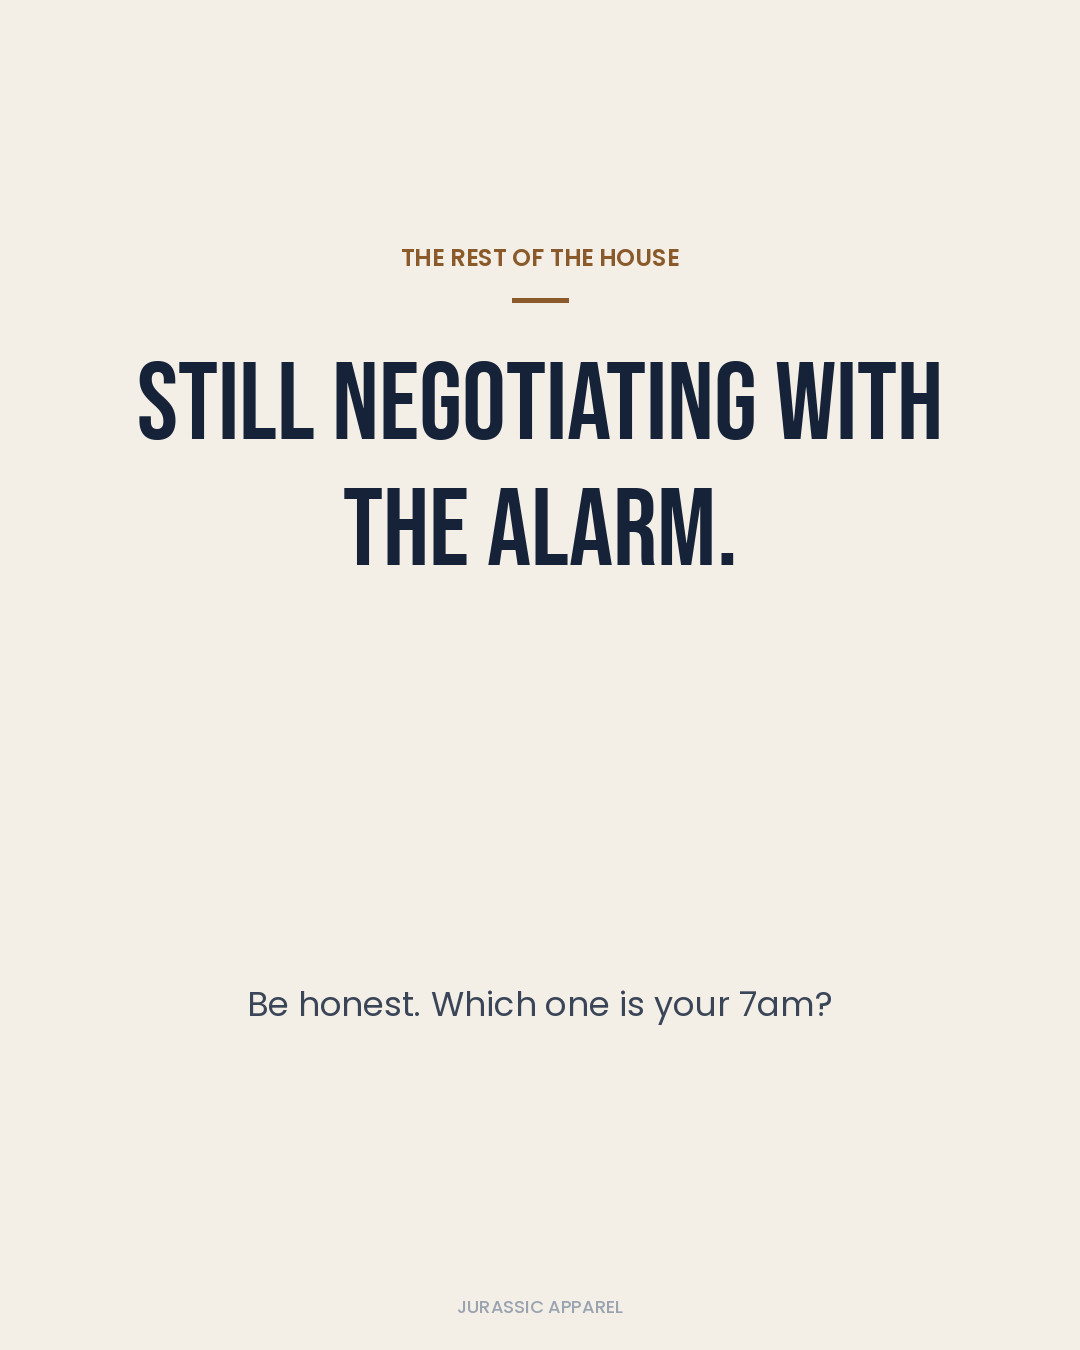 THE REST OF THE HOUSE
STILL NEGOTIATING WITH
THE ALARM.
Be honest. Which one is your 7am?
JURASSIC APPAREL